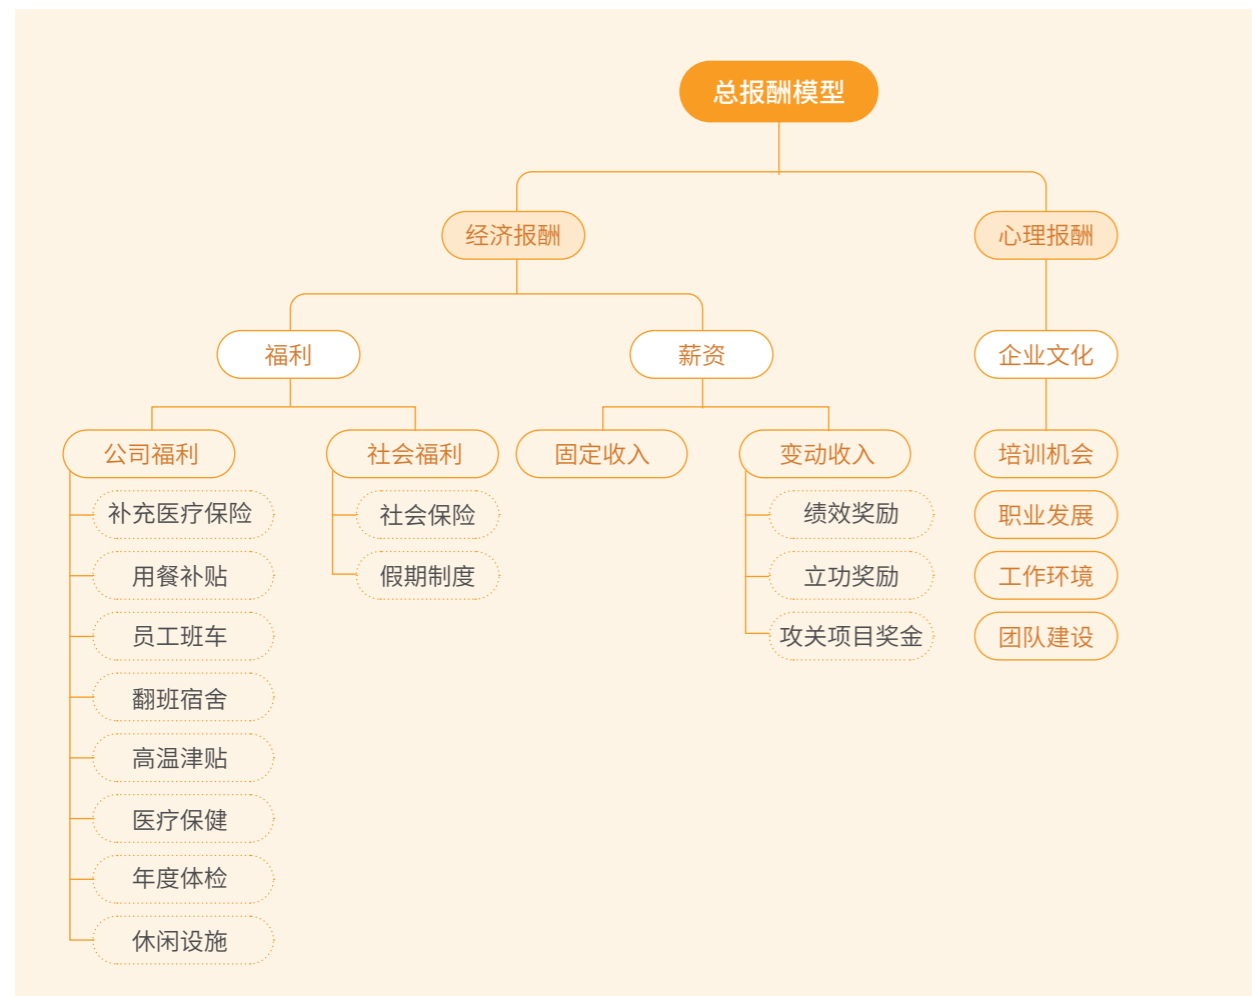 总报酬模型
经济报酬
心理报酬
福利
薪资
企业文化
公司福利
社会福利
固定收入
变动收入
培训机会
补充医疗保险
社会保险
绩效奖励
职业发展
用餐补贴
假期制度
立功奖励
工作环境
员工班车
攻关项目奖金
团队建设
翻班宿舍
高温津贴
医疗保健
年度体检
休闲设施